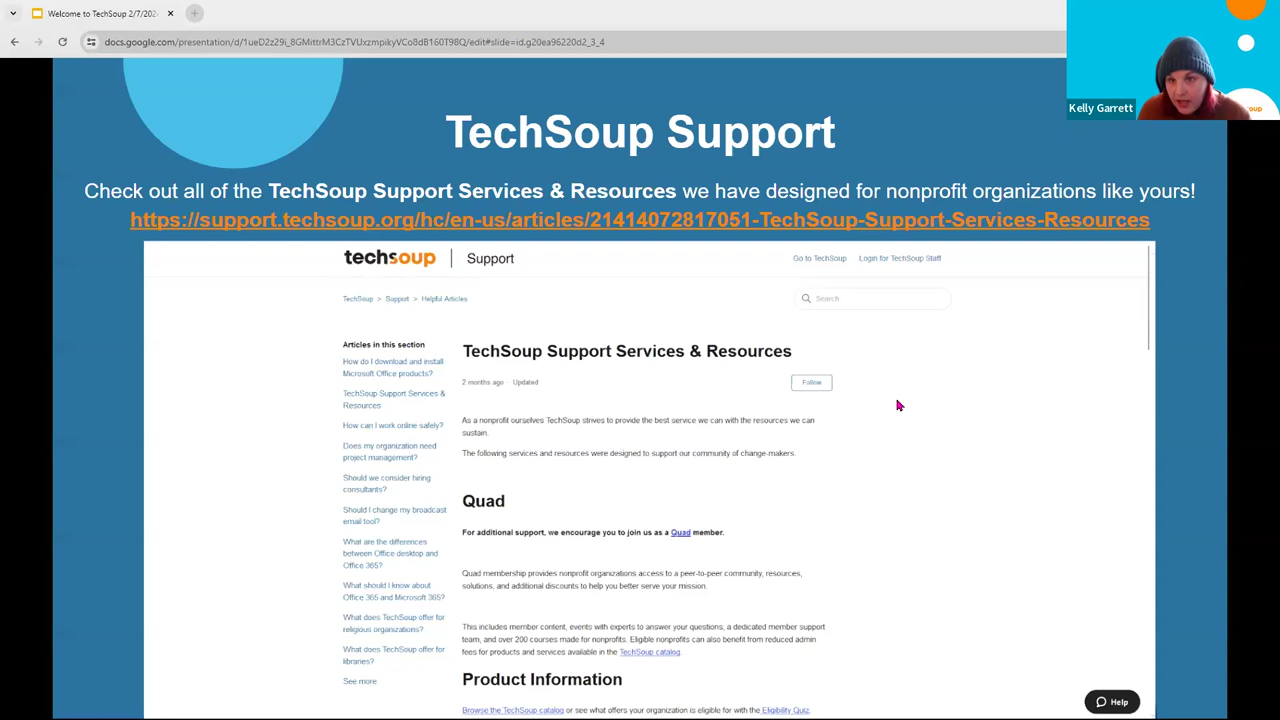 Welcome to TechSoup 2/7/202
docs.google.com/presentation/d/1ueD2z29i_8GMittrM3CzTVUxzmpikyVCo8dB160T98Q/edit#slide=id.g20ea96220d2_3_4
Kelly Garrett
oup
TechSoup Support
Check out all of the TechSoup Support Services & Resources we have designed for nonprofit organizations like yours!
https://support.techsoup.org/hc/en-us/articles/21414072817051-TechSoup-Support-Services-Resources
techsoup | Support
Go to TechSoup Login for TechSoup Staff
TechSoup > Support > Helpful Articles
Search
Articles in this section
How do I download and install
Microsoft Office products?
TechSoup Support Services &
Resources
How can I work online safely?
Does my organization need
project management?
Should we consider hiring
consultants?
Should I change my broadcast
email tool?
What are the differences
between Office desktop and
Office 365?
What should I know about
Office 365 and Microsoft 365?
What does TechSoup offer for
religious organizations?
What does TechSoup offer for
libraries?
See more
TechSoup Support Services & Resources
2 months ago · Updated
Follow
As a nonprofit ourselves TechSoup strives to provide the best service we can with the resources we can
sustain.
The following services and resources were designed to support our community of change-makers.
Quad
For additional support, we encourage you to join us as a Quad member.
Quad membership provides nonprofit organizations access to a peer-to-peer community, resources,
solutions, and additional discounts to help you better serve your mission.
This includes member content, events with experts to answer your questions, a dedicated member support
team, and over 200 courses made for nonprofits. Eligible nonprofits can also benefit from reduced admin
fees for products and services available in the TechSoup catalog.
Product Information
Browse the TechSoup catalog or see what offers your organization is eligible for with the Eligibility Quiz.
Help